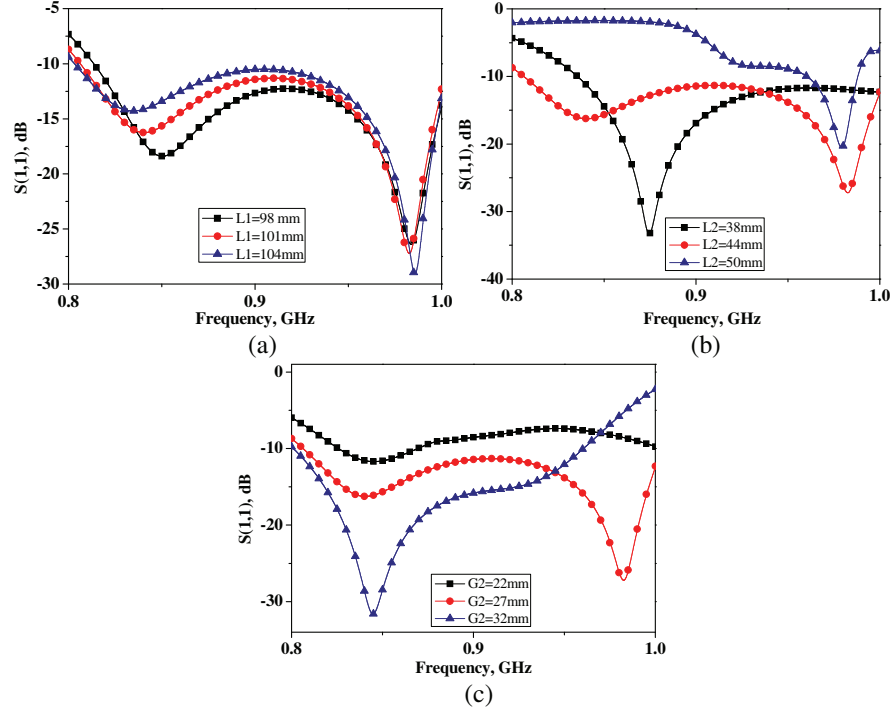 -5
-10
-15
-20
-25
-30
S(1,1), dB
L1=98 mm
L1=101mm
L1=104mm
0.8
0.9
1.0
Frequency, GHz
(a)
0
-10
-20
-30
-40
S(1,1), dB
L2=38mm
L2=44mm
L2=50mm
0.8
0.9
1.0
Frequency, GHz
(b)
0
-10
-20
-30
S(1,1), dB
G2=22mm
G2=27mm
G2=32mm
0.8
0.9
1.0
Frequency, GHz
(c)